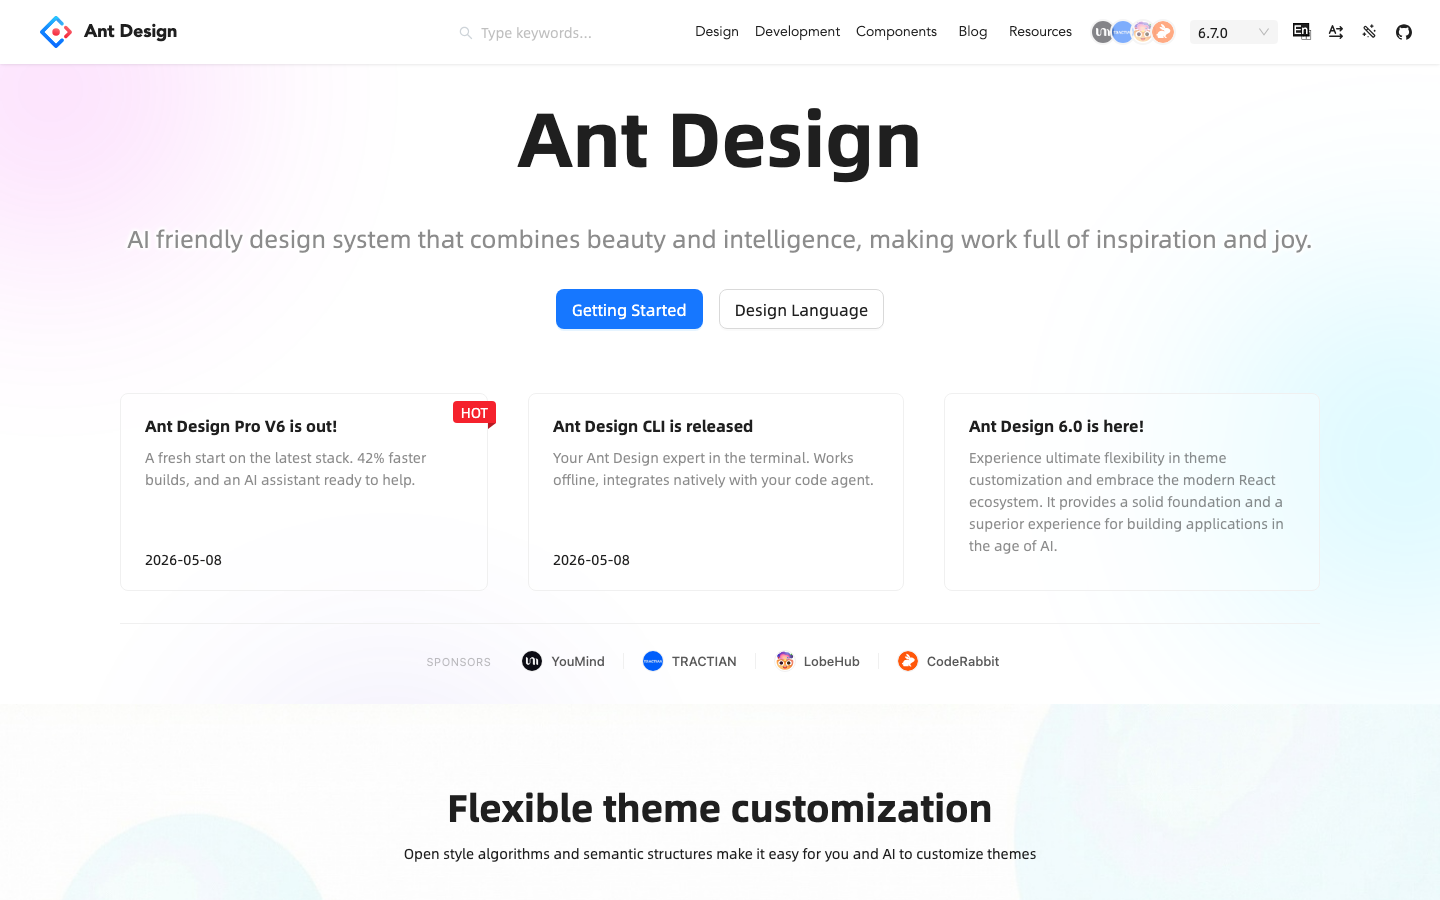 Ant Design
Type keywords...
Design Development Components Blog Resources
6.7.0
En
Ant Design
AI friendly design system that combines beauty and intelligence, making work full of inspiration and joy.
Getting Started
Design Language
HOT
Ant Design Pro V6 is out!
A fresh start on the latest stack. 42% faster
builds, and an AI assistant ready to help.
2026-05-08
Ant Design CLI is released
Your Ant Design expert in the terminal. Works
offline, integrates natively with your code agent.
2026-05-08
Ant Design 6.0 is here!
Experience ultimate flexibility in theme
customization and embrace the modern React
ecosystem. It provides a solid foundation and a
superior experience for building applications in
the age of AI.
SPONSORS
YouMind
TRACTIAN
TRACTIAN
LobeHub
CodeRabbit
Flexible theme customization
Open style algorithms and semantic structures make it easy for you and AI to customize themes